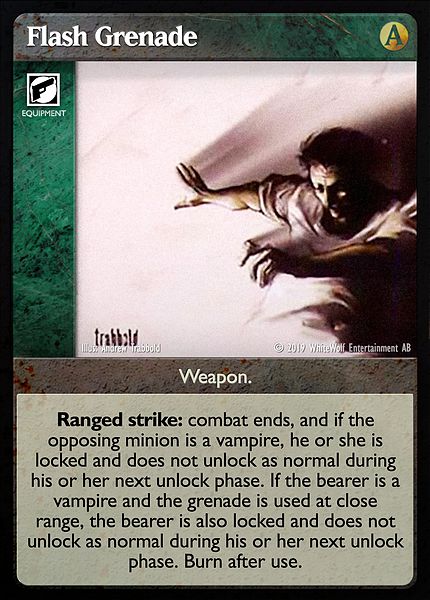 Flash Grenade
A
EQUIPMENT
trabbold
Illus: Andrew Trabbold
© 2019 WhiteWolf Entertainment AB
Weapon.
Ranged strike: combat ends, and if the
opposing minion is a vampire, he or she is
locked and does not unlock as normal during
his or her next unlock phase. If the bearer is a
vampire and the grenade is used at close
range, the bearer is also locked and does not
unlock as normal during his or her next unlock
phase. Burn after use.